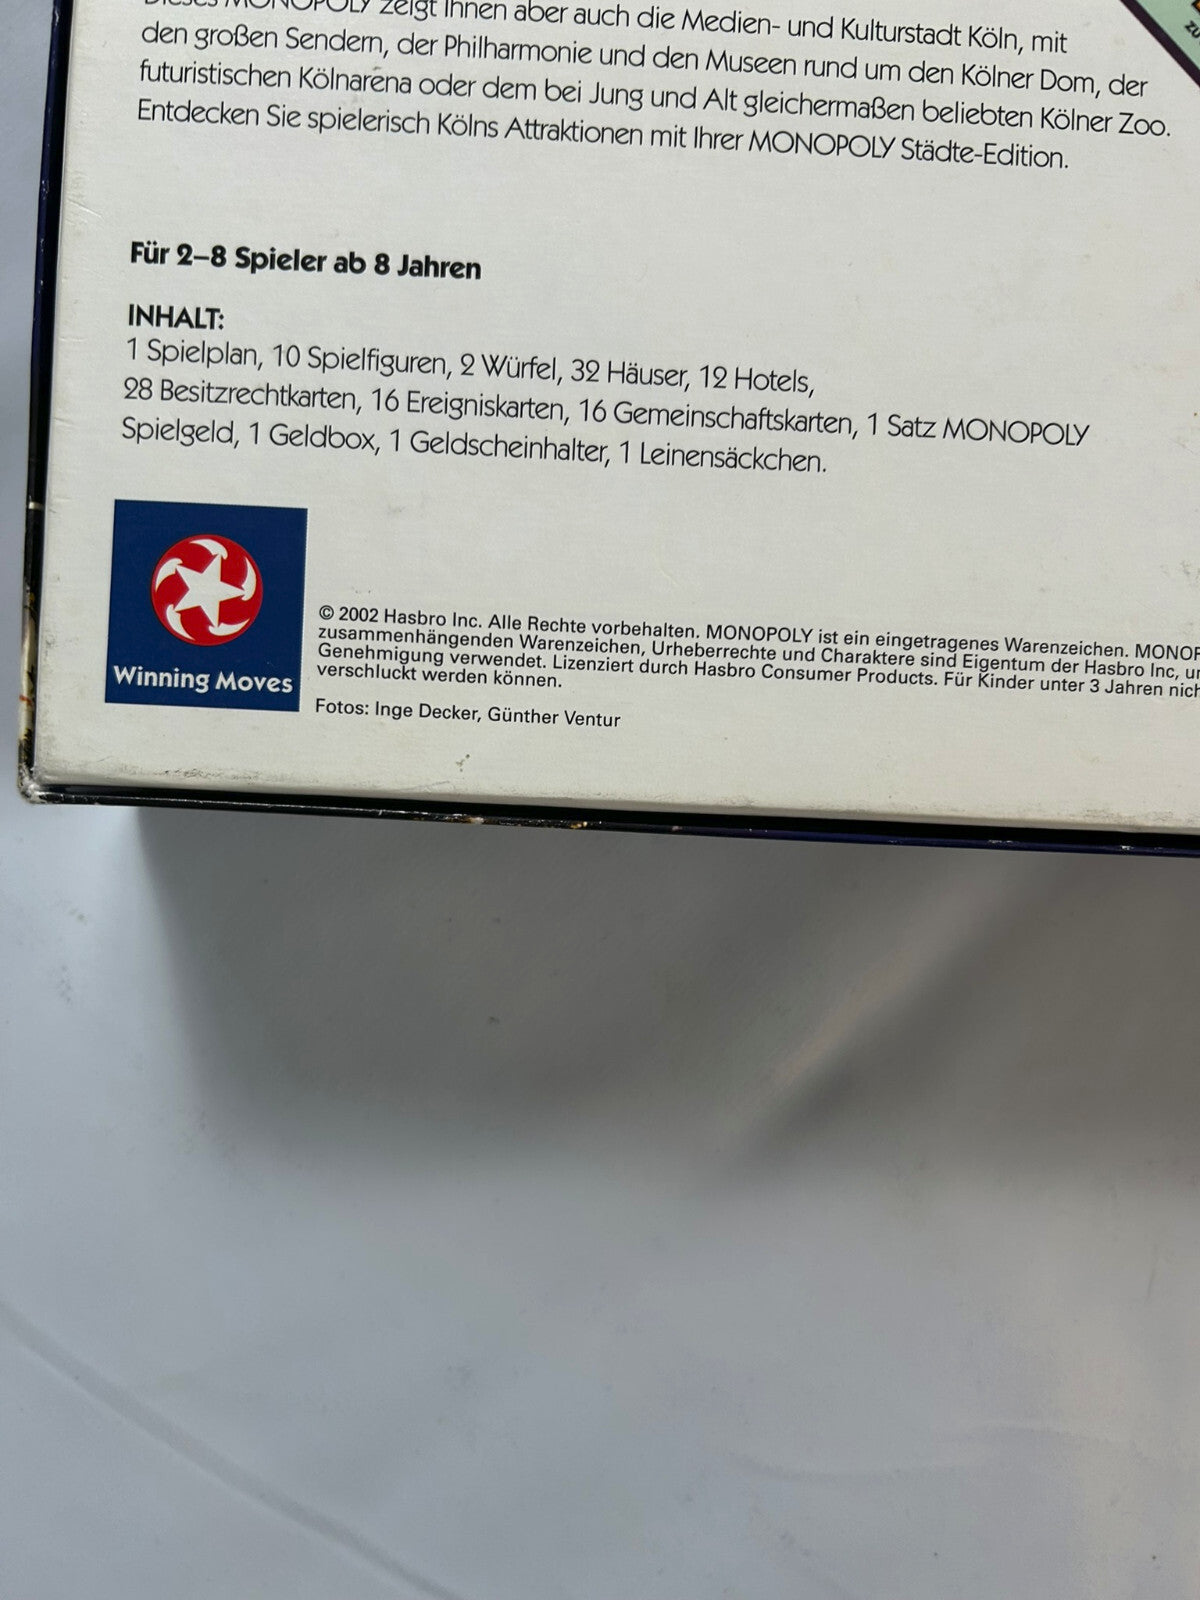 Dieses MONOPOLY zeigt Ihnen aber auch die Medien- und Kulturstadt Köln, mit
den großen Sendern, der Philharmonie und den Museen rund um den Kölner Dom, der
futuristischen Kölnarena oder dem bei Jung und Alt gleichermaßen beliebten Kölner Zoo.
Entdecken Sie spielerisch Kölns Attraktionen mit Ihrer MONOPOLY Städte-Edition.
Für 2–8 Spieler ab 8 Jahren
INHALT:
1 Spielplan, 10 Spielfiguren, 2 Würfel, 32 Häuser, 12 Hotels,
28 Besitzrechtkarten, 16 Ereigniskarten, 16 Gemeinschaftskarten, 1 Satz MONOPOLY
Spielgeld, 1 Geldbox, 1 Geldscheinhalter, 1 Leinensäckchen.
Winning Moves
© 2002 Hasbro Inc. Alle Rechte vorbehalten. MONOPOLY ist ein eingetragenes Warenzeichen.
zusammenhängenden Warenzeichen, Urheberrechte und Charaktere sind Eigentum der Hasbro Inc,
Genehmigung verwendet. Lizenziert durch Hasbro Consumer Products. Für Kinder unter 3 Jahren
verschluckt werden können.
Fotos: Inge Decker, Günther Ventur